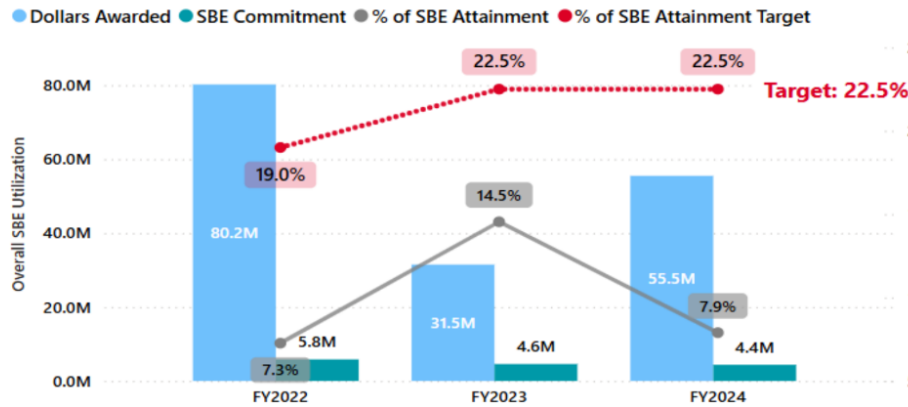 Dollars Awarded SBE Commitment % of SBE Attainment % of SBE Attainment Target
22.5% 22.5%
80.0M
Target: 22.5%
60.0M
19.0%
14.5%
Overall SBE Utilization
40.0M
80.2M
55.5M
20.0M
31.5M
7.9%
5.8M
4.6M
4.4M
7.3%
0.0M
FY2022 FY2023 FY2024